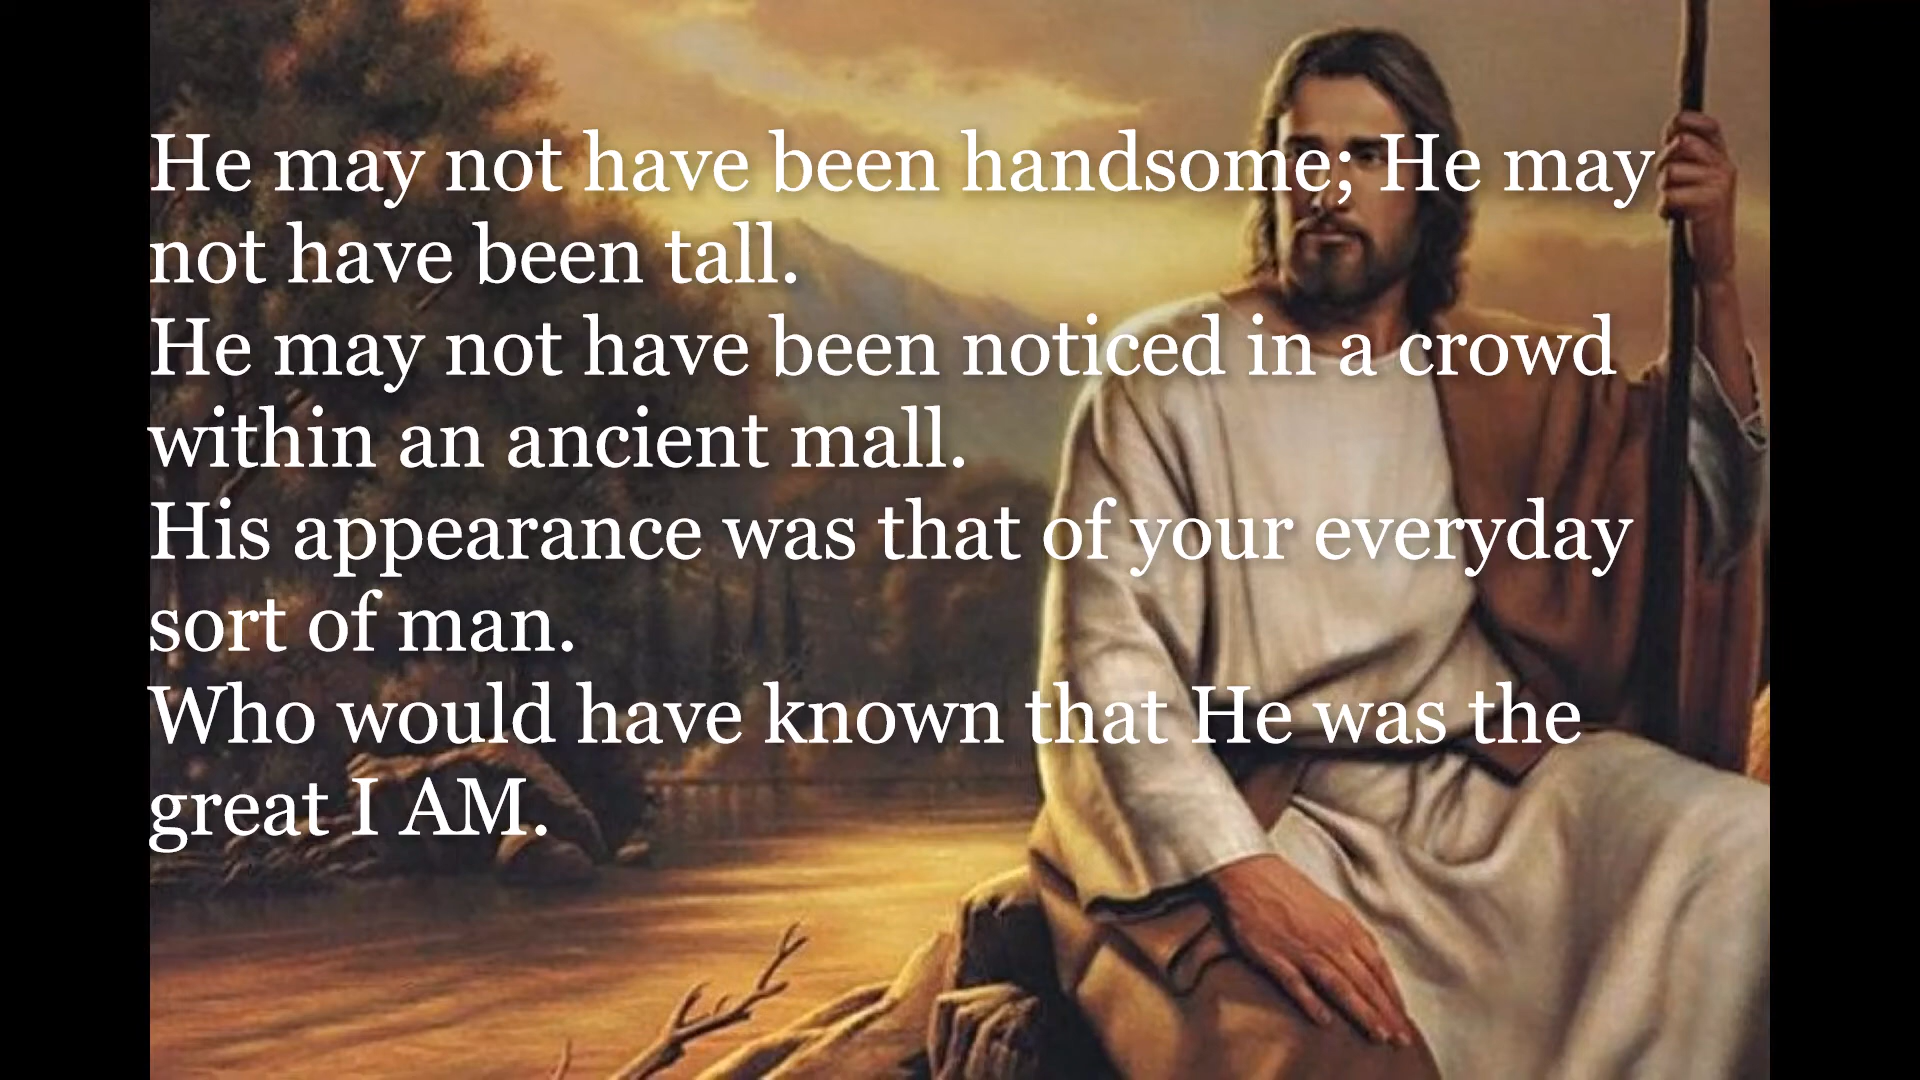 He may not have been handsome; He may
not have been tall.
He may not have been noticed in a crowd
within an ancient mall.
His appearance was that of your everyday
sort of man.
Who would have known that He was the
great I AM.